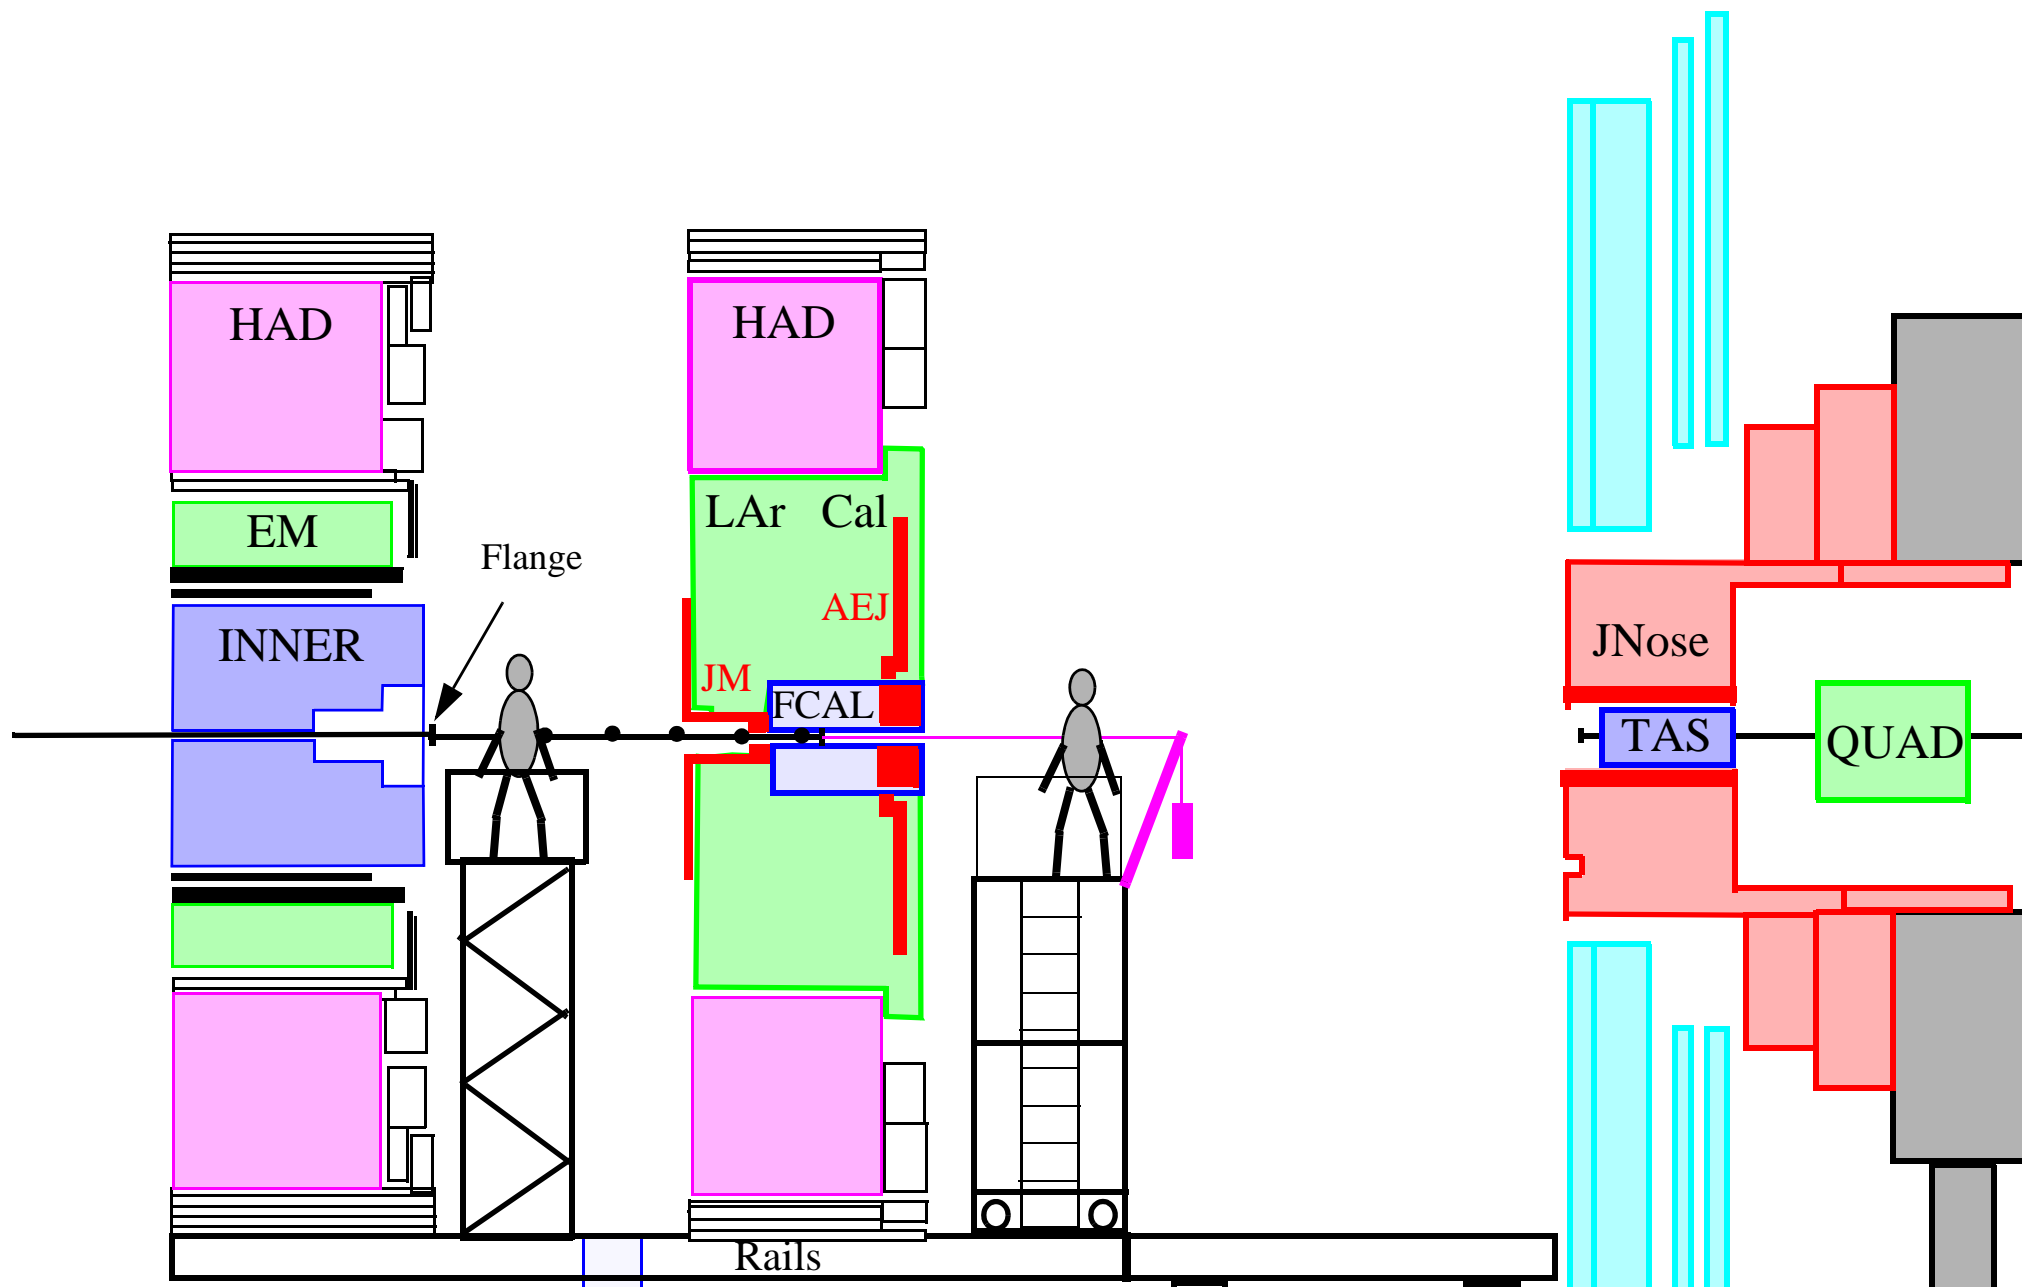 HAD
HAD
LAr Cal
EM
Flange
AEJ
INNER
JNose
JM
FCAL
TAS
QUAD
Rails